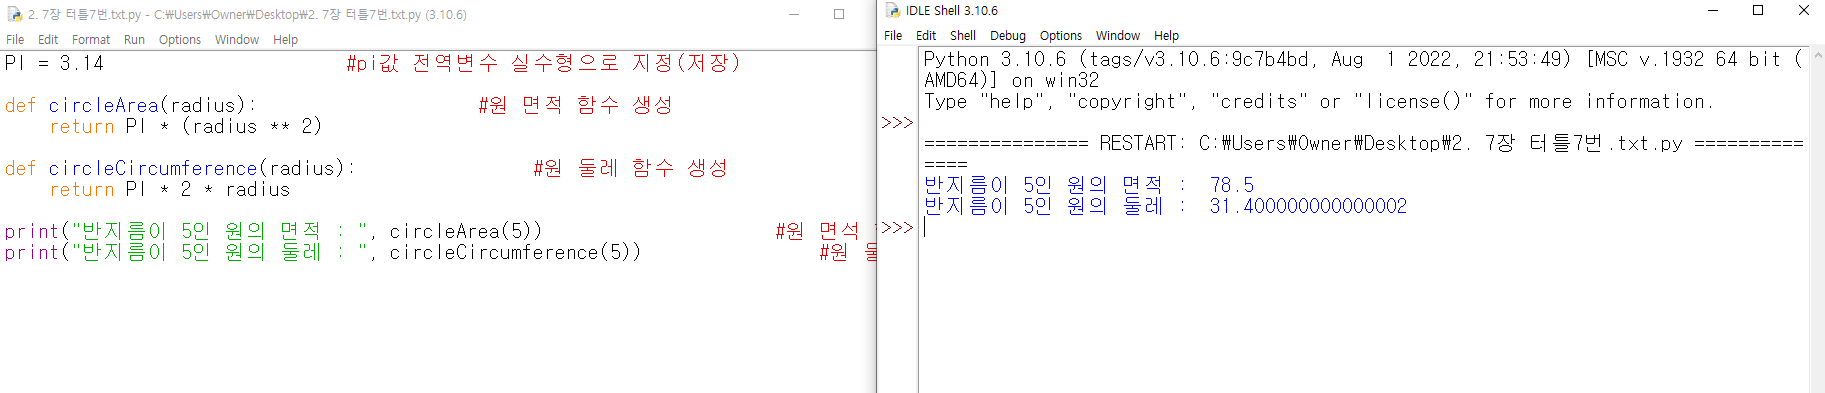 2. 7장 터틀7번.txt.py - C:₩Users₩Owner₩Desktop₩2. 7장 터틀7번.txt.py (3.10.6)
File Edit Format Run Options Window Help
PI = 3.14 #pi값 전역변수 실수형으로 지정(저장)
def circleArea(radius): #원 면적 함수 생성
return PI * (radius ** 2)
def circleCircumference(radius): #원 둘레 함수 생성
return PI * 2 * radius
print("반지름이 5인 원의 면적 : ", circleArea(5)) #원 면석
print("반지름이 5인 원의 둘레 : ", circleCircumference(5)) #원
IDLE Shell 3.10.6
File Edit Shell Debug Options Window Help
Python 3.10.6 (tags/v3.10.6:9c7b4bd, Aug 1 2022, 21:53:49) [MSC v.1932 64 bit (
AMD64)] on win32
Type "help", "copyright", "credits" or "license()" for more information.
>>>
=============== RESTART: C:₩Users₩Owner₩Desktop₩2. 7장 터틀7번.txt.py ==========
====
반지름이 5인 원의 면적 : 78.5
반지름이 5인 원의 둘레 : 31.400000000000002
>>>